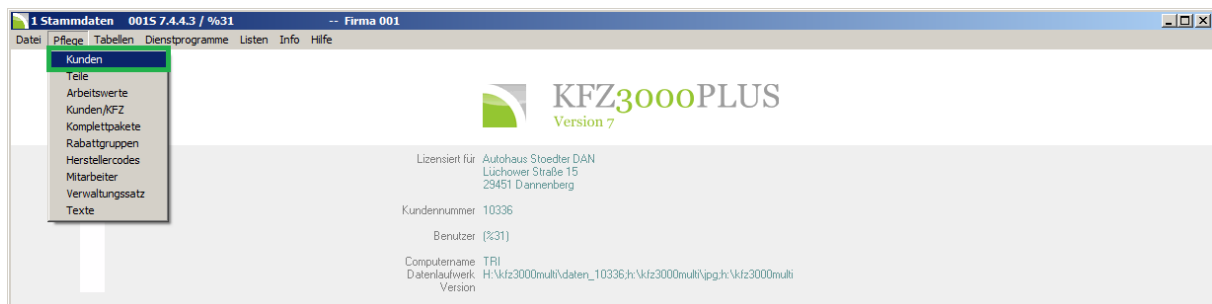 1 Stammdaten 001S 7.4.4.3 / %31 -- Firma 001
Datei Pflege Tabellen Dienstprogramme Listen Info Hilfe
Kunden
Teile
Arbeitswerte
Kunden/KFZ
Komplettpakete
Rabattgruppen
Herstellercodes
Mitarbeiter
Verwaltungssatz
Texte
KFZ3000PLUS
Version 7
Lizensiert für Autohaus Stoedter DAN
Lüchower Straße 15
29451 Dannenberg
Kundennummer 10336
Benutzer (%31)
Computername TRI
Datenlaufwerk H:\kfz3000multi\daten_10336;h:\kfz3000multi\jpg;h:\kfz3000multi
Version